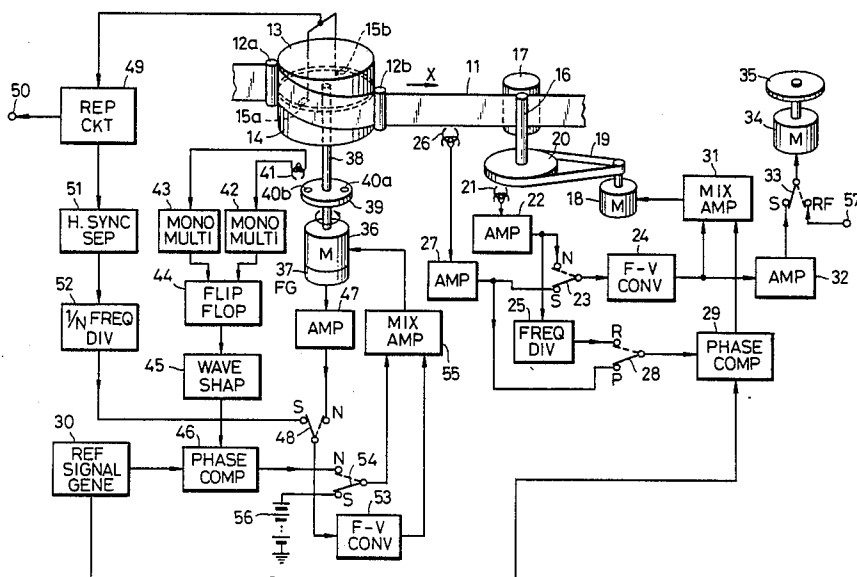 13
15b
12a
12b
X
11
17
16
35
49
50
REP
CKT
15a
14
26
20
19
34
M
38
41
40a
40b
39
21
22
18
M
31
MIX
AMP
33
S
RF
57
51
H. SYNC
SEP
43
42
MONO
MULTI
MONO
MULTI
36
M
37
FG
27
AMP
AMP
N
S
23
24
F-V
CONV
AMP
32
52
1/N FREQ
DIV
44
FLIP
FLOP
47
AMP
MIX
AMP
55
25
FREQ
DIV
R
P
28
29
PHASE
COMP
45
WAVE
SHAP
S
N
48
30
REF
SIGNAL
GENE
46
PHASE
COMP
N
S
54
56
53
F-V
CONV